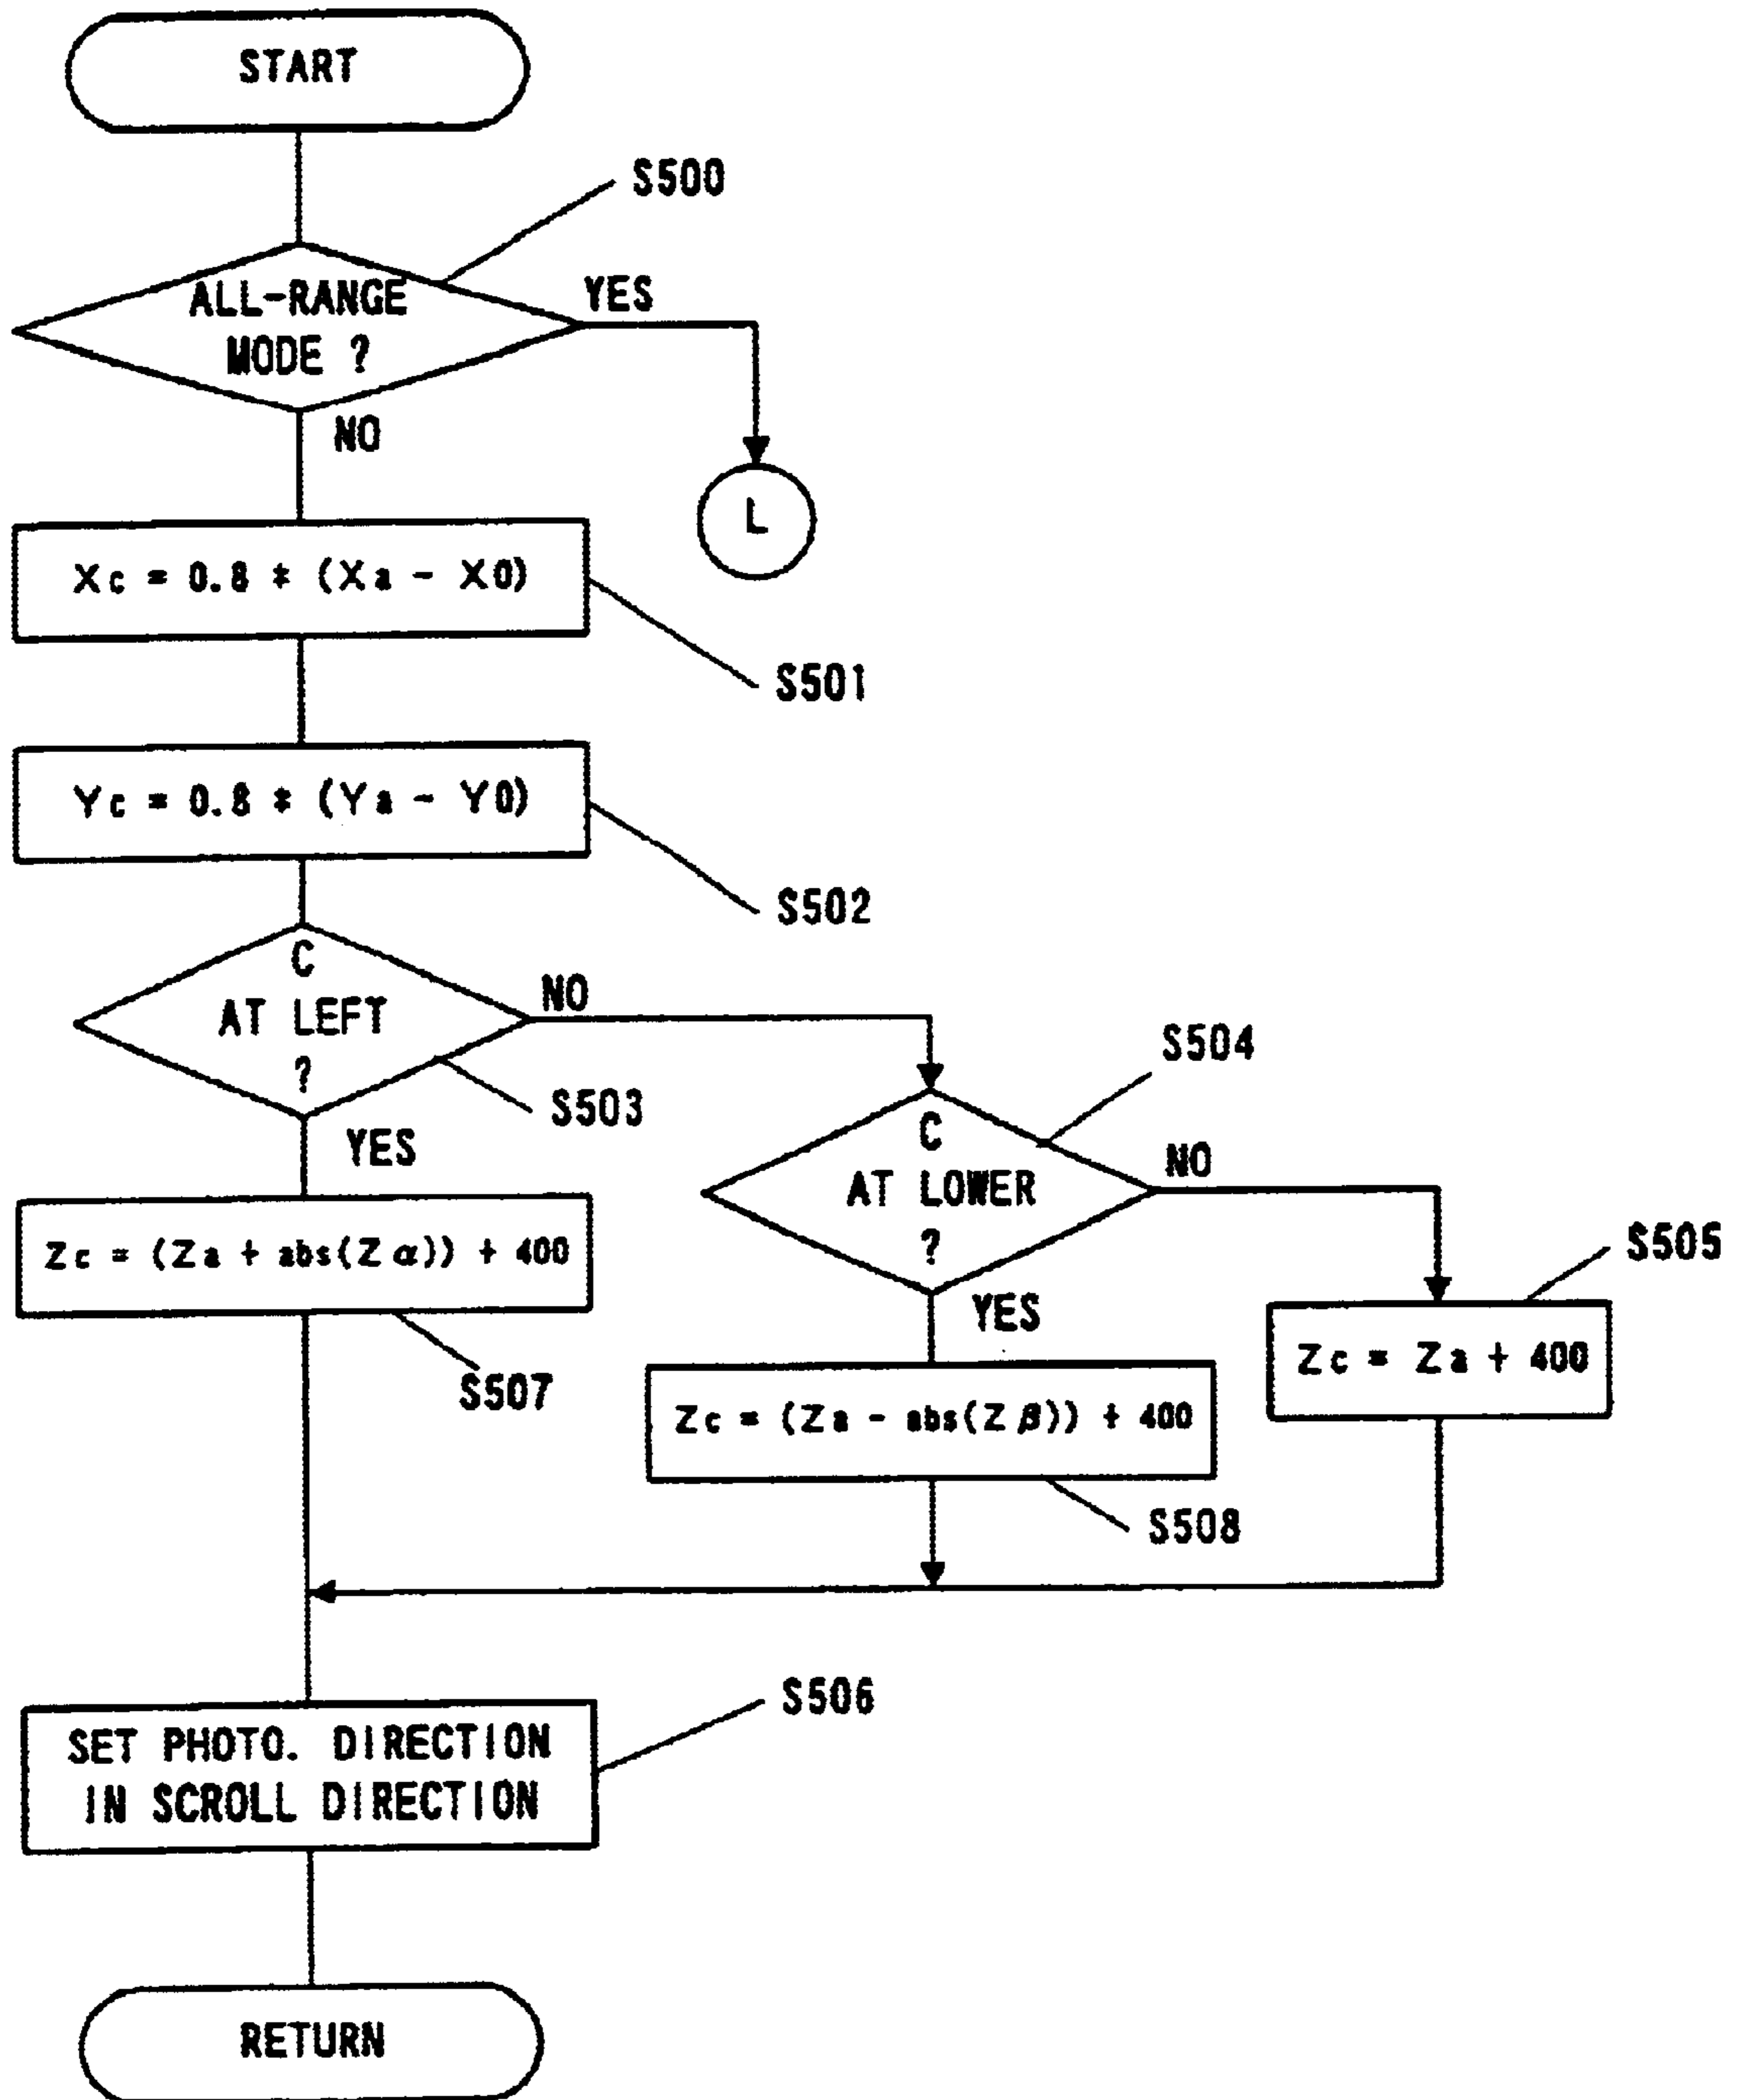 START
S500
ALL-RANGE
MODE ?
YES
NO
L
Xc = 0.8 * (Xa - X0)
S501
Yc = 0.8 * (Ya - Y0)
S502
C
AT LEFT
?
NO
S503
YES
S504
C
AT LOWER
?
NO
YES
Zc = (Za + abs(Zα)) + 400
S507
S505
Zc = Za + 400
Zc = (Za - abs(Zβ)) + 400
S508
S506
SET PHOTO. DIRECTION
IN SCROLL DIRECTION
RETURN